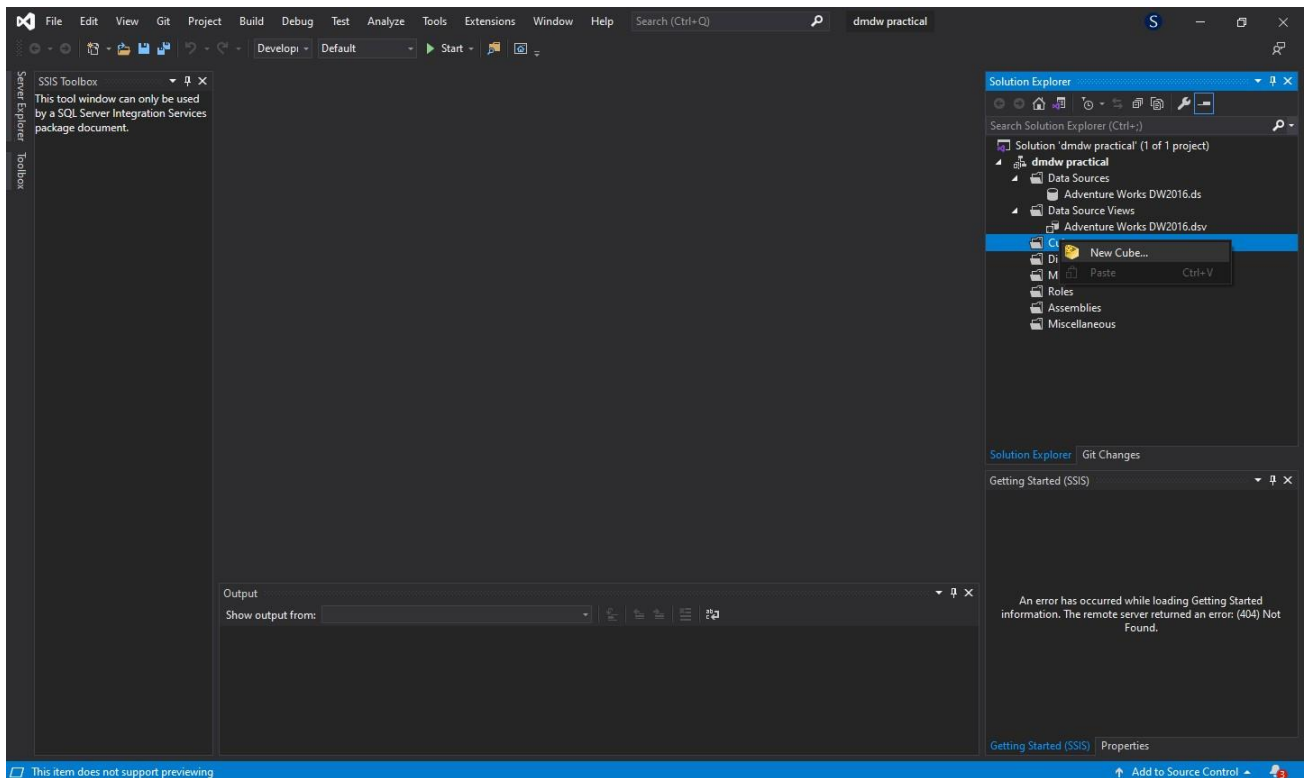 File Edit View Git Project Build Debug Test Analyze Tools Extensions Window Help Search (Ctrl+Q) dmdw practical S
Developı Default Start
Server Explorer
Toolbox
SSIS Toolbox
This tool window can only be used
by a SQL Server Integration Services
package document.
Output
Show output from:
Solution Explorer
Search Solution Explorer (Ctrl+;)
Solution 'dmdw practical' (1 of 1 project)
dmdw practical
Data Sources
Adventure Works DW2016.ds
Data Source Views
Adventure Works DW2016.dsv
Cu
New Cube...
Di
M
Paste Ctrl+V
Roles
Assemblies
Miscellaneous
Solution Explorer Git Changes
Getting Started (SSIS)
An error has occurred while loading Getting Started
information. The remote server returned an error: (404) Not
Found.
Getting Started (SSIS) Properties
This item does not support previewing
Add to Source Control 3